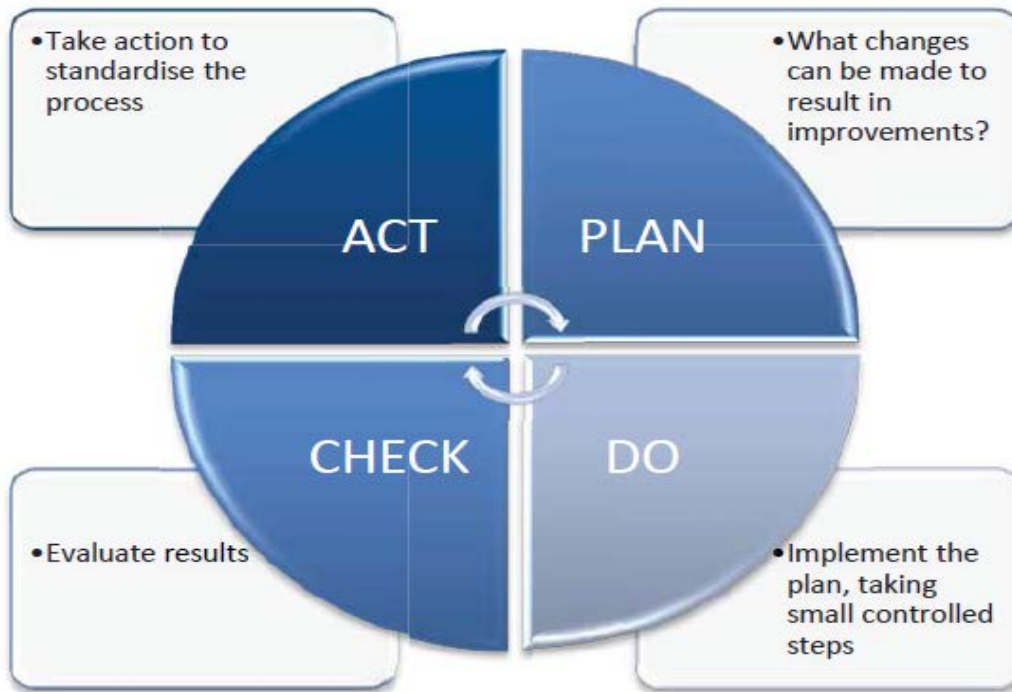 •Take action to
standardise the
process
•What changes
can be made to
result in
improvements?
ACT
PLAN
CHECK
DO
•Evaluate results
•Implement the
plan, taking
small controlled
steps